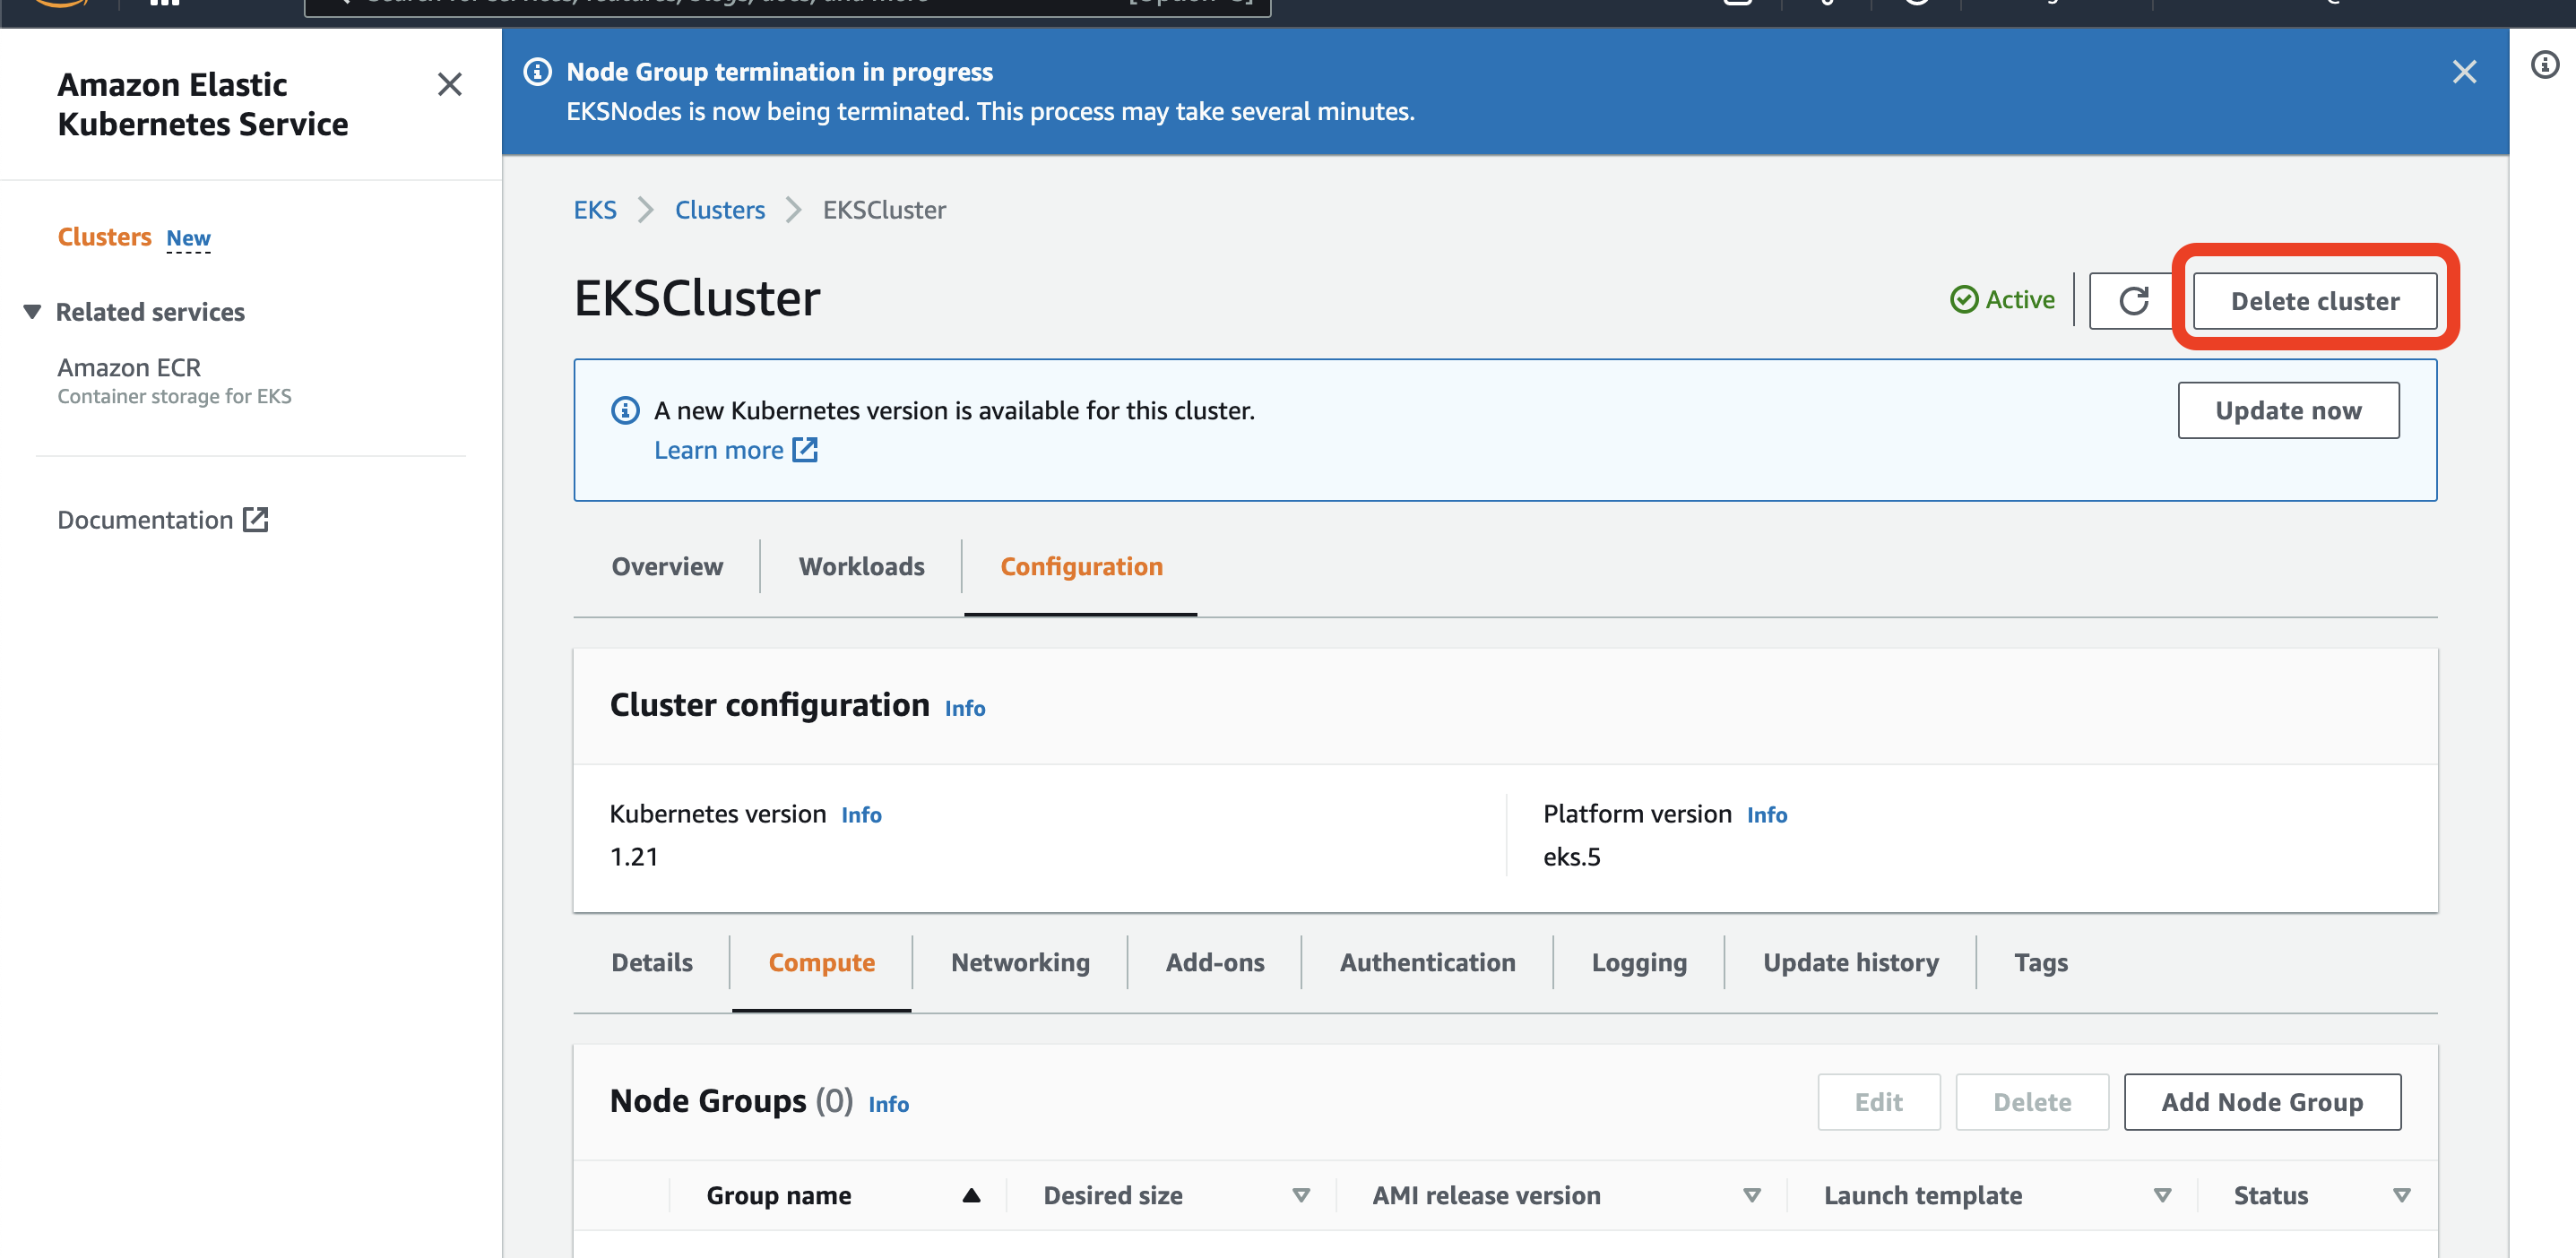 Amazon Elastic
Kubernetes Service
Clusters New
Related services
Amazon ECR
Container storage for EKS
Documentation
Node Group termination in progress
EKSNodes is now being terminated. This process may take several minutes.
EKS Clusters EKSCluster
EKSCluster
Active
Delete cluster
A new Kubernetes version is available for this cluster.
Learn more
Update now
Overview Workloads Configuration
Cluster configuration Info
Kubernetes version Info
1.21
Platform version Info
eks.5
Details Compute Networking Add-ons Authentication Logging Update history Tags
Node Groups (0) Info
Edit Delete Add Node Group
Group name Desired size AMI release version Launch template Status